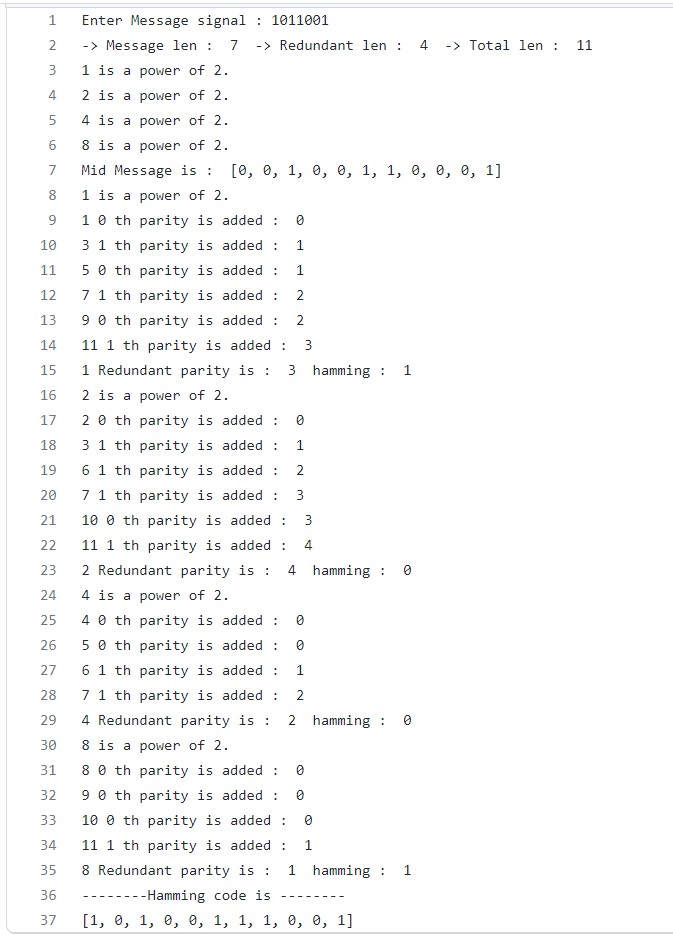 1 Enter Message signal : 1011001
2 -> Message len :  7  -> Redundant len :  4  -> Total len :  11
3 1 is a power of 2.
4 2 is a power of 2.
5 4 is a power of 2.
6 8 is a power of 2.
7 Mid Message is :  [0, 0, 1, 0, 0, 1, 1, 0, 0, 0, 1]
8 1 is a power of 2.
9 1 0 th parity is added :  0
10 3 1 th parity is added :  1
11 5 0 th parity is added :  1
12 7 1 th parity is added :  2
13 9 0 th parity is added :  2
14 11 1 th parity is added :  3
15 1 Redundant parity is :  3  hamming :  1
16 2 is a power of 2.
17 2 0 th parity is added :  0
18 3 1 th parity is added :  1
19 6 1 th parity is added :  2
20 7 1 th parity is added :  3
21 10 0 th parity is added :  3
22 11 1 th parity is added :  4
23 2 Redundant parity is :  4  hamming :  0
24 4 is a power of 2.
25 4 0 th parity is added :  0
26 5 0 th parity is added :  0
27 6 1 th parity is added :  1
28 7 1 th parity is added :  2
29 4 Redundant parity is :  2  hamming :  0
30 8 is a power of 2.
31 8 0 th parity is added :  0
32 9 0 th parity is added :  0
33 10 0 th parity is added :  0
34 11 1 th parity is added :  1
35 8 Redundant parity is :  1  hamming :  1
36 --------Hamming code is --------
37 [1, 0, 1, 0, 0, 1, 1, 1, 0, 0, 1]